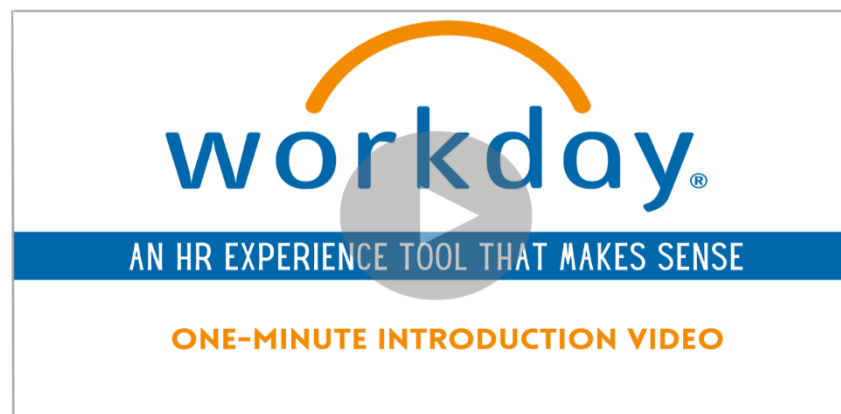 workday®
AN HR EXPERIENCE TOOL THAT MAKES SENSE
ONE-MINUTE INTRODUCTION VIDEO